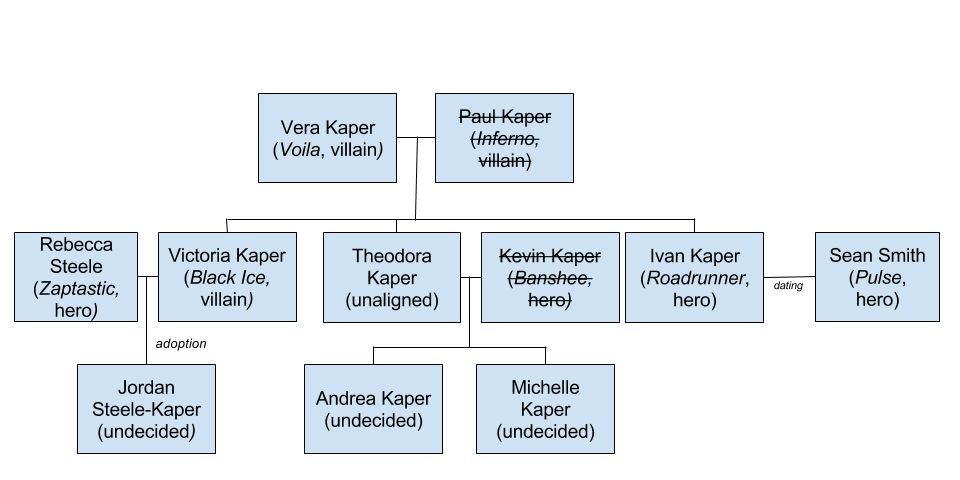 Vera Kaper
(Voila, villain)
Paul Kaper
(Inferno,
villain)
Rebecca
Steele
(Zaptastic,
hero)
Victoria Kaper
(Black Ice,
villain)
Theodora
Kaper
(unaligned)
Kevin Kaper
(Banshee,
hero)
Ivan Kaper
(Roadrunner,
hero)
dating
Sean Smith
(Pulse,
hero)
adoption
Jordan
Steele-Kaper
(undecided)
Andrea Kaper
(undecided)
Michelle
Kaper
(undecided)